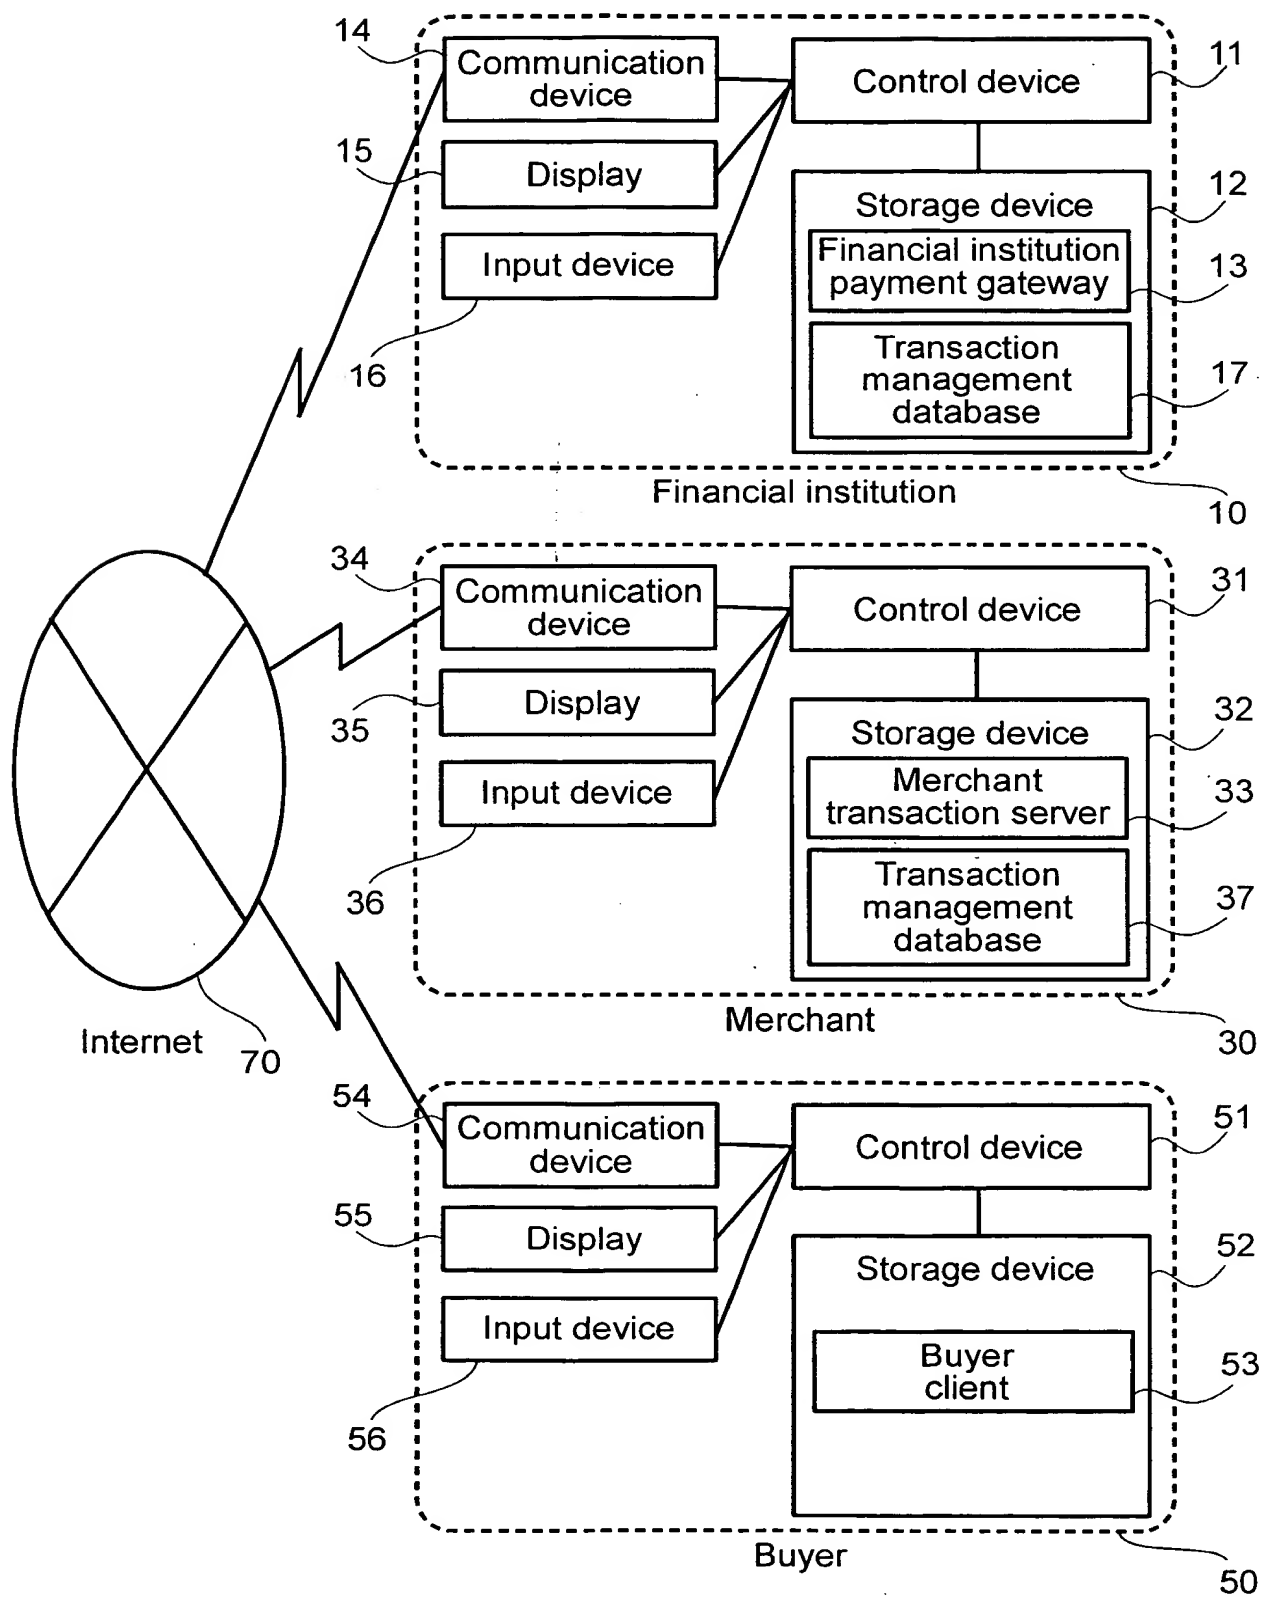 14
Communication
device
Control device
11
15
Display
Storage device
12
Financial institution
payment gateway
13
Input device
16
Transaction
management
database
17
Financial institution
10
34
Communication
device
Control device
31
35
Display
Storage device
32
Merchant
transaction server
33
Input device
36
Transaction
management
database
37
Merchant
30
Internet
70
54
Communication
device
Control device
51
55
Display
Storage device
52
Input device
56
Buyer
client
53
Buyer
50